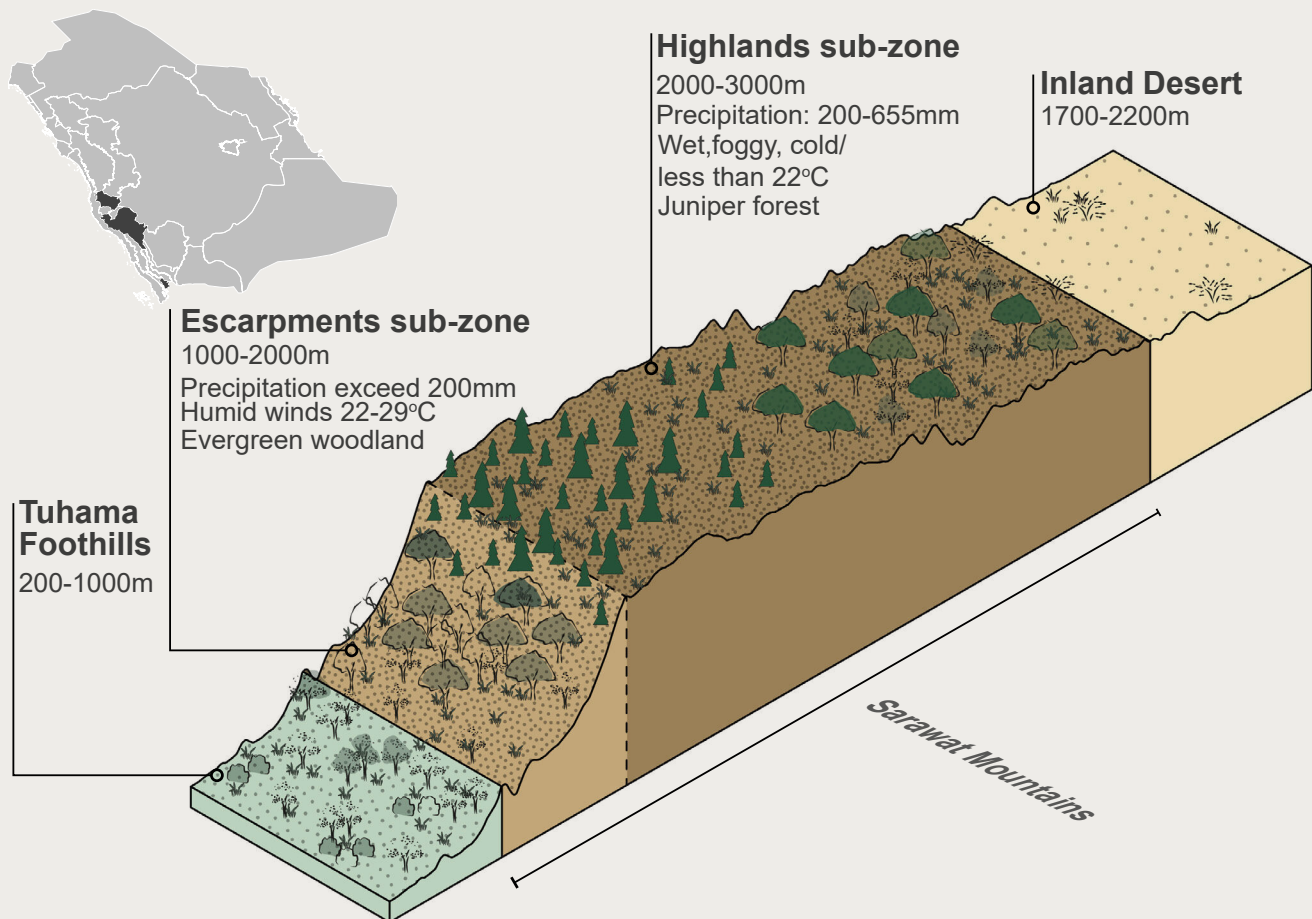 Highlands sub-zone
2000-3000m
Precipitation: 200-655mm
Wet,foggy, cold/
less than 22°C
Juniper forest
Inland Desert
1700-2200m
Escarpments sub-zone
1000-2000m
Precipitation exceed 200mm
Humid winds 22-29°C
Evergreen woodland
Tuhama
Foothills
200-1000m
Sarawat Mountains